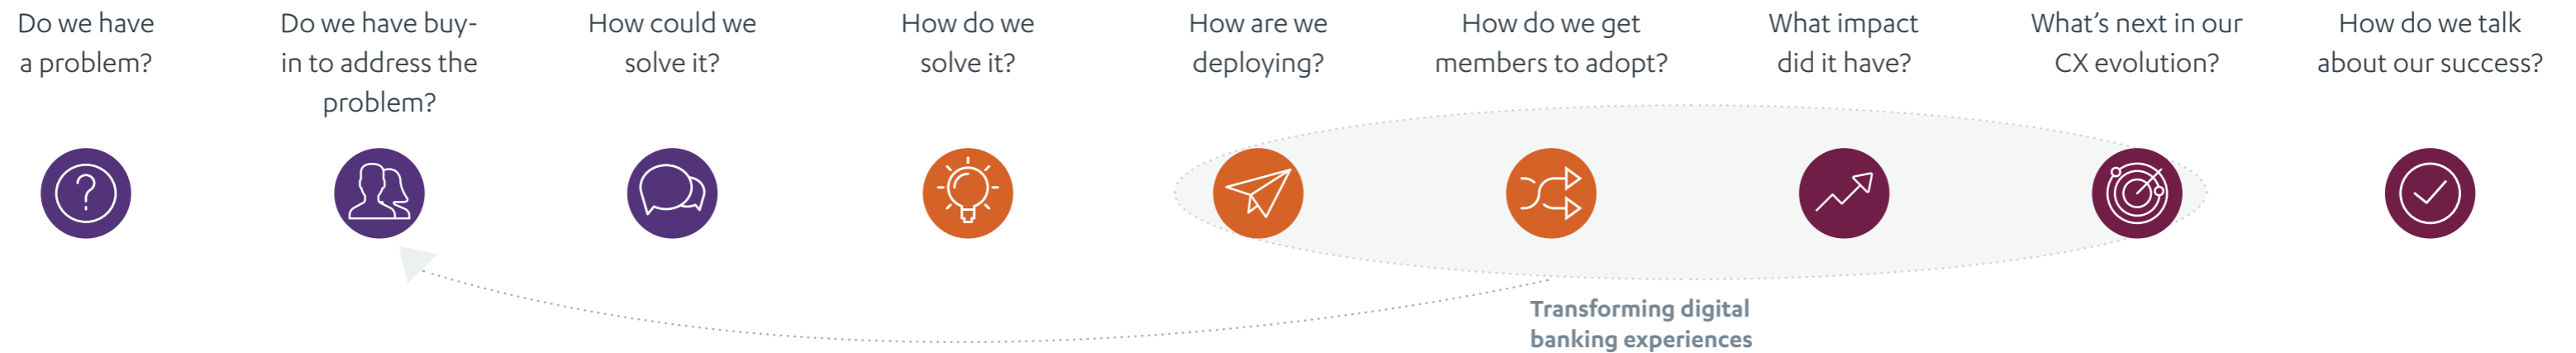 Do we have
a problem?
Do we have buy-
in to address the
problem?
How could we
solve it?
How do we
solve it?
How are we
deploying?
How do we get
members to adopt?
What impact
did it have?
What’s next in our
CX evolution?
How do we talk
about our success?
Transforming digital
banking experiences